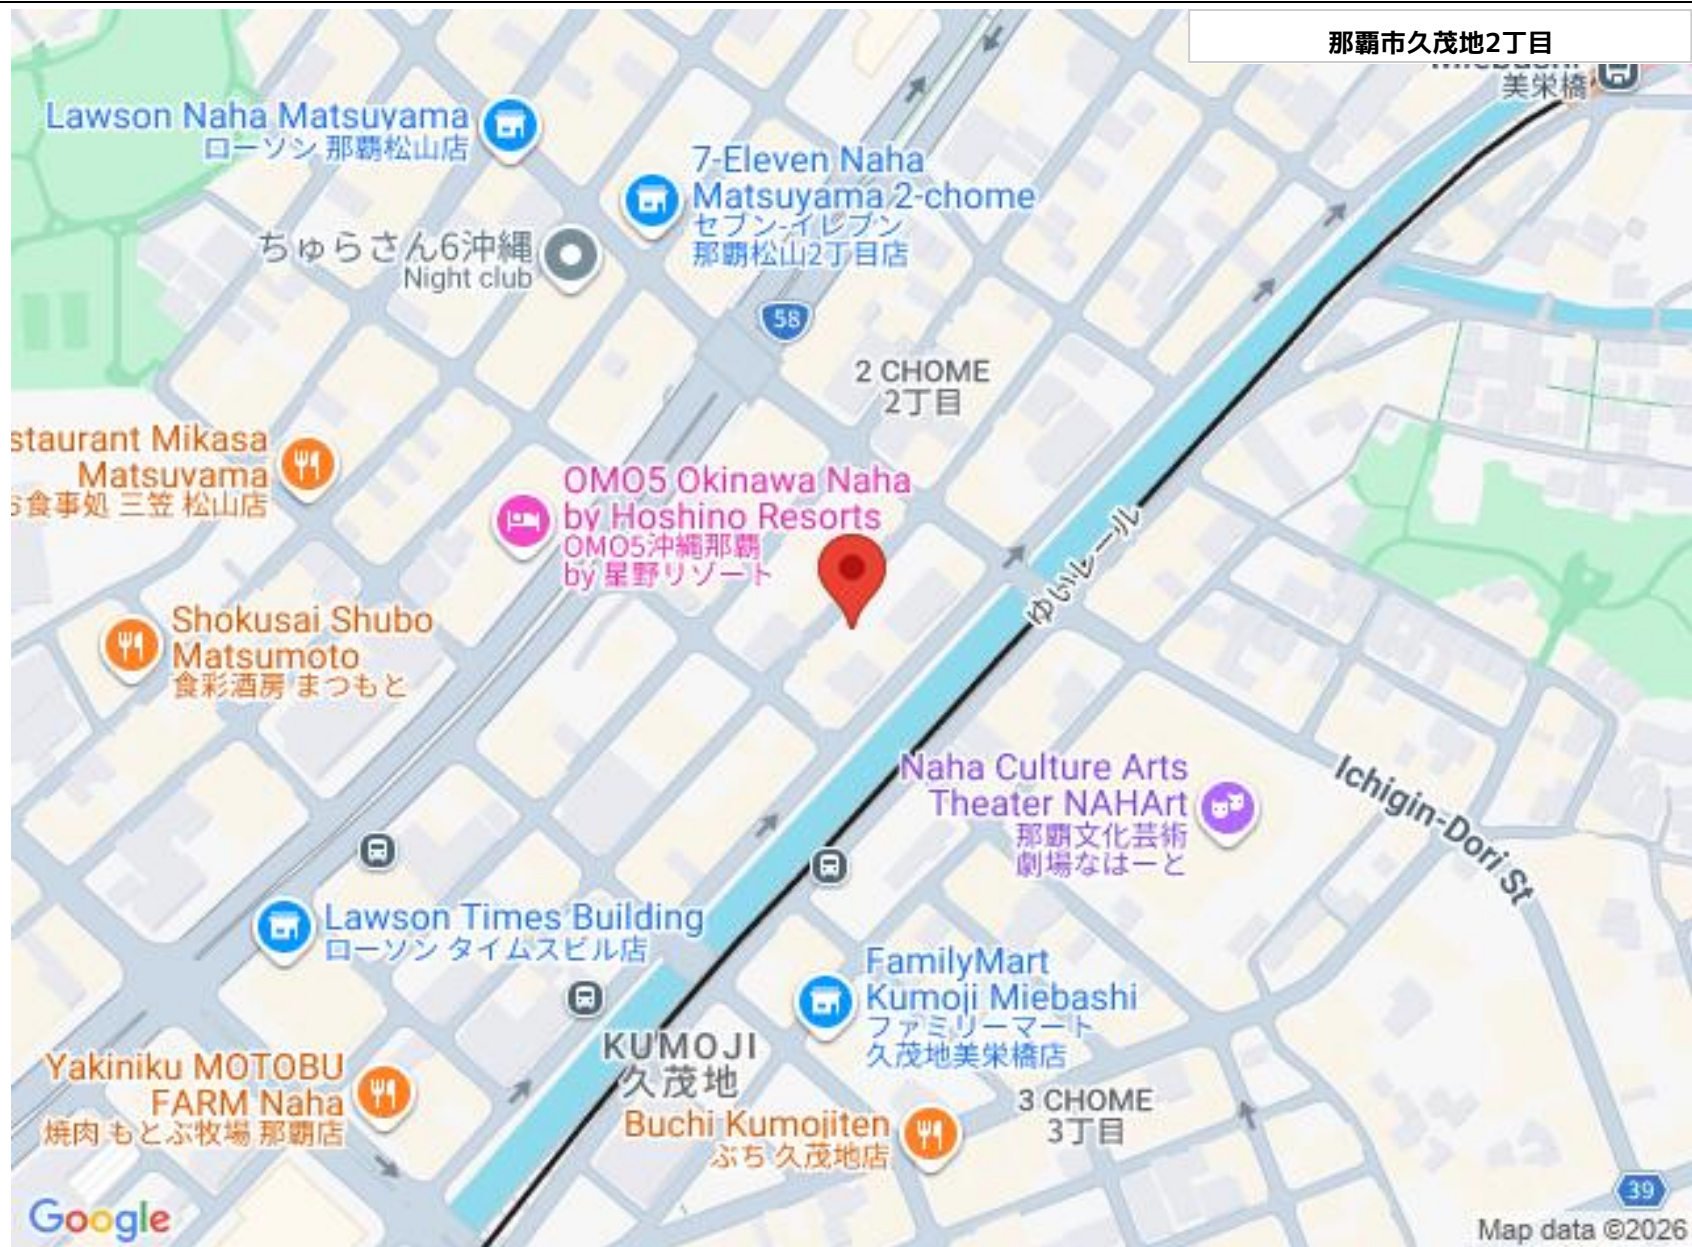 那覇市久茂地2丁目
美栄橋
Lawson Naha Matsuyama
ローソン 那覇松山店
7-Eleven Naha
Matsuyama 2-chome
セブン-イレブン
那覇松山2丁目店
ちゅらさん6沖縄
Night club
58
2 CHOME
2丁目
staurant Mikasa
Matsuyama
お食事処 三笠 松山店
OMO5 Okinawa Naha
by Hoshino Resorts
OMO5沖縄那覇
by 星野リゾート
ゆいレール
Shokusai Shubo
Matsumoto
食彩酒房 まつもと
Naha Culture Arts
Theater NAHArt
那覇文化芸術
劇場なはーと
Ichigin-Dori St
Lawson Times Building
ローソン タイムスビル店
FamilyMart
Kumoji Miebashi
ファミリーマート
久茂地美栄橋店
KUMOJI
久茂地
Yakiniku MOTOBU
FARM Naha
焼肉 もとぶ牧場 那覇店
Buchi Kumojiten
ぶち 久茂地店
3 CHOME
3丁目
39
Google
Map data ©2026